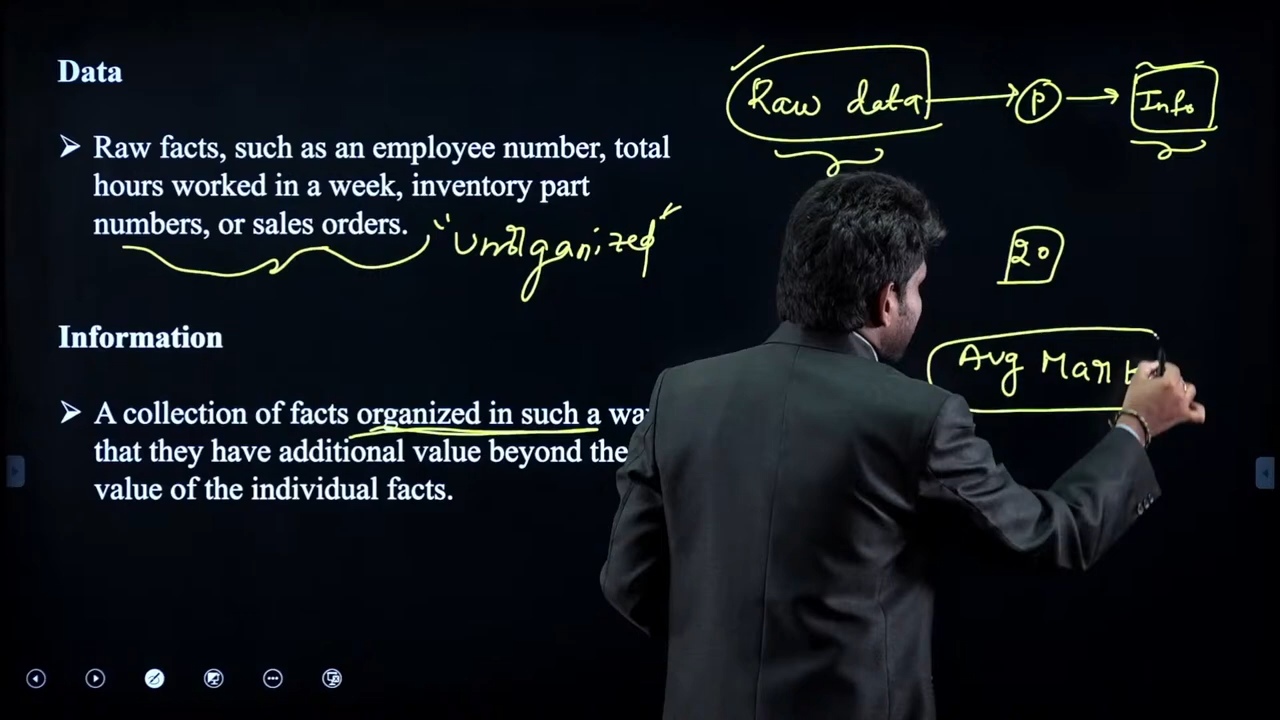 Data
➢ Raw facts, such as an employee number, total
hours worked in a week, inventory part
numbers, or sales orders.
"Unorganized"
Information
➢ A collection of facts organized in such a
that they have additional value beyond the
value of the individual facts.
Raw data → P → Info
20
Avg